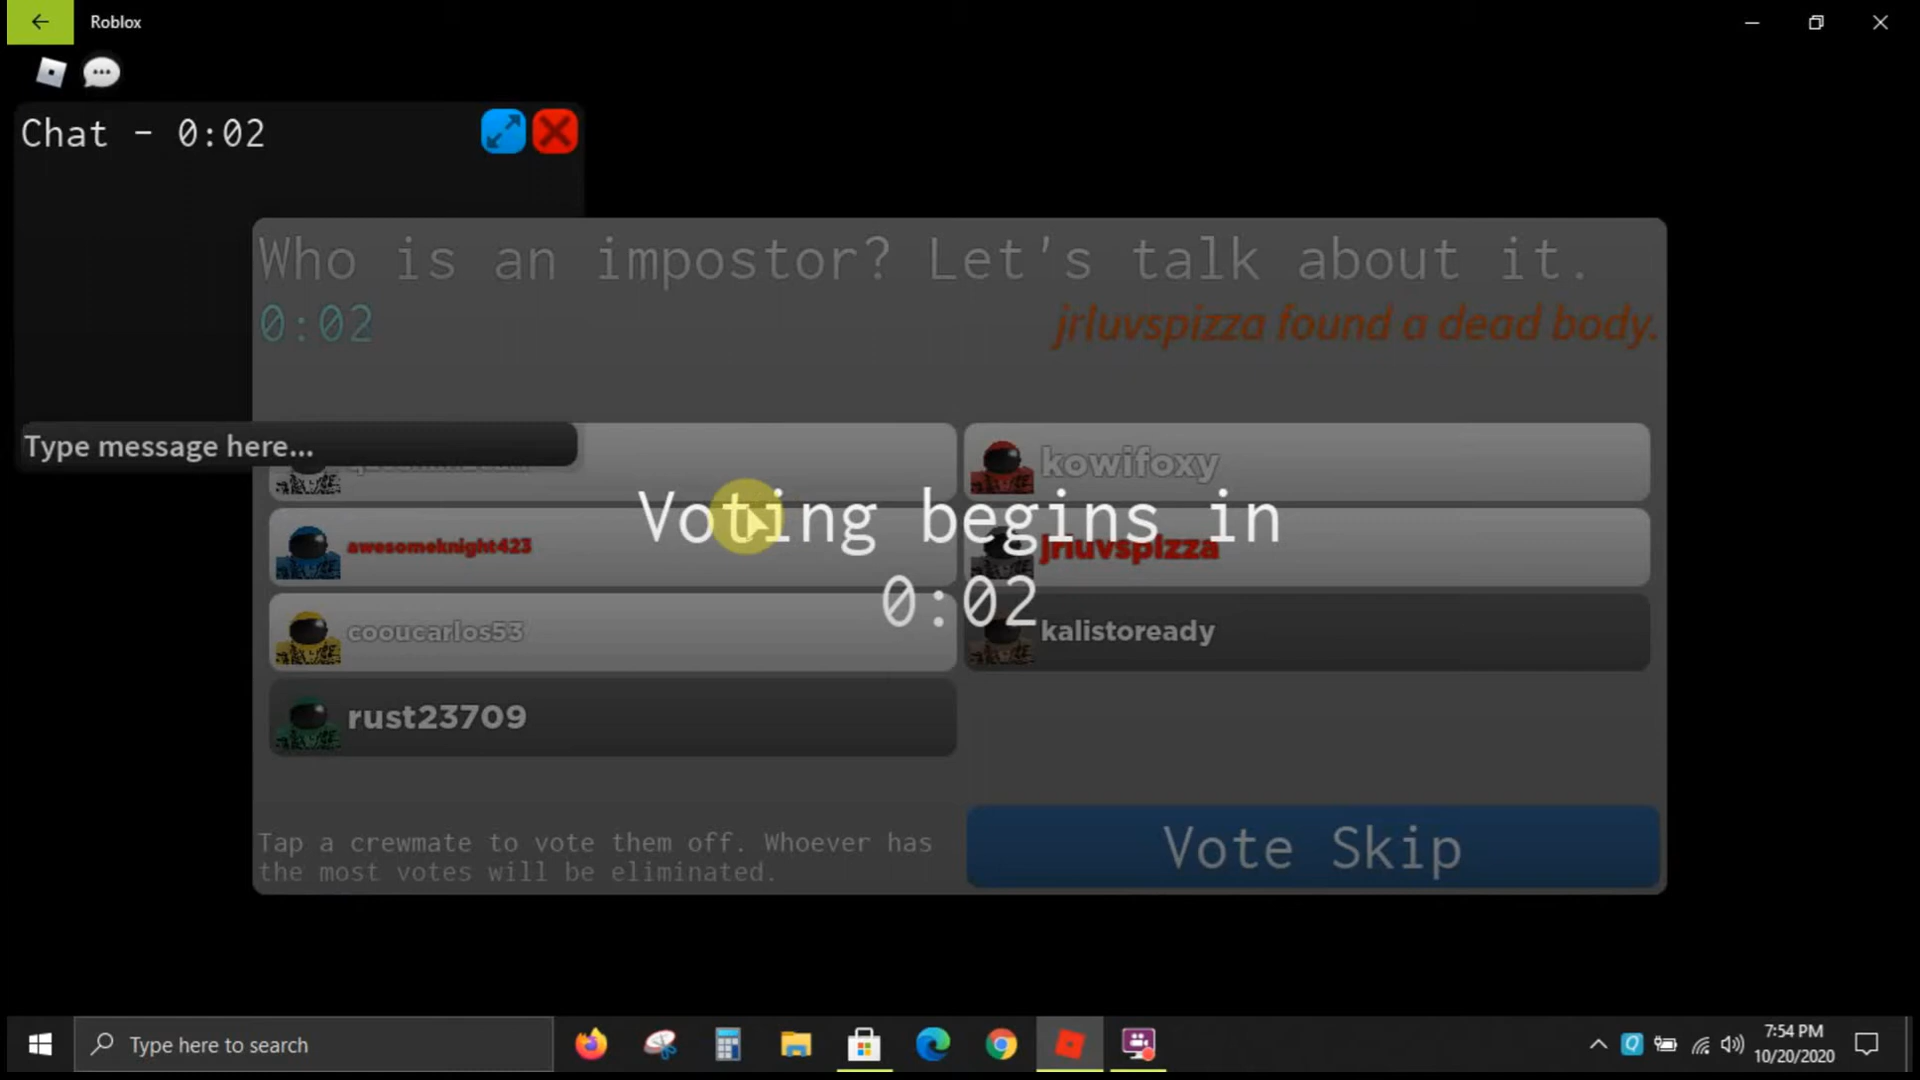 Roblox
Chat - 0:02
Who is an impostor? Let's talk about it.
0:02
jrluvspizza found a dead body.
Type message here...
kowifoxy
Voting begins in
awesomeknight423
jrluvspizza
0:02
cooucarlos53
kalistoready
rust23709
Tap a crewmate to vote them off. Whoever has
the most votes will be eliminated.
Vote Skip
Type here to search
7:54 PM
10/20/2020